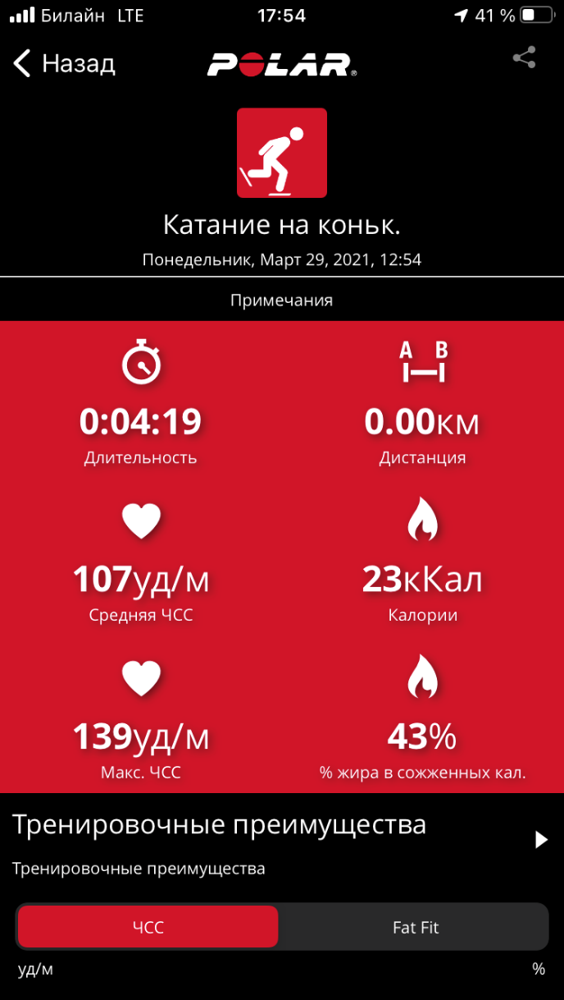 Билайн LTE 17:54 41 %
Назад POLAR®
Катание на коньк.
Понедельник, Март 29, 2021, 12:54
Примечания
A B
0:04:19 0.00км
Длительность Дистанция
107уд/м 23кКал
Средняя ЧСС Калории
139уд/м 43%
Макс. ЧСС % жира в сожженных кал.
Тренировочные преимущества
Тренировочные преимущества
ЧСС Fat Fit
уд/м %